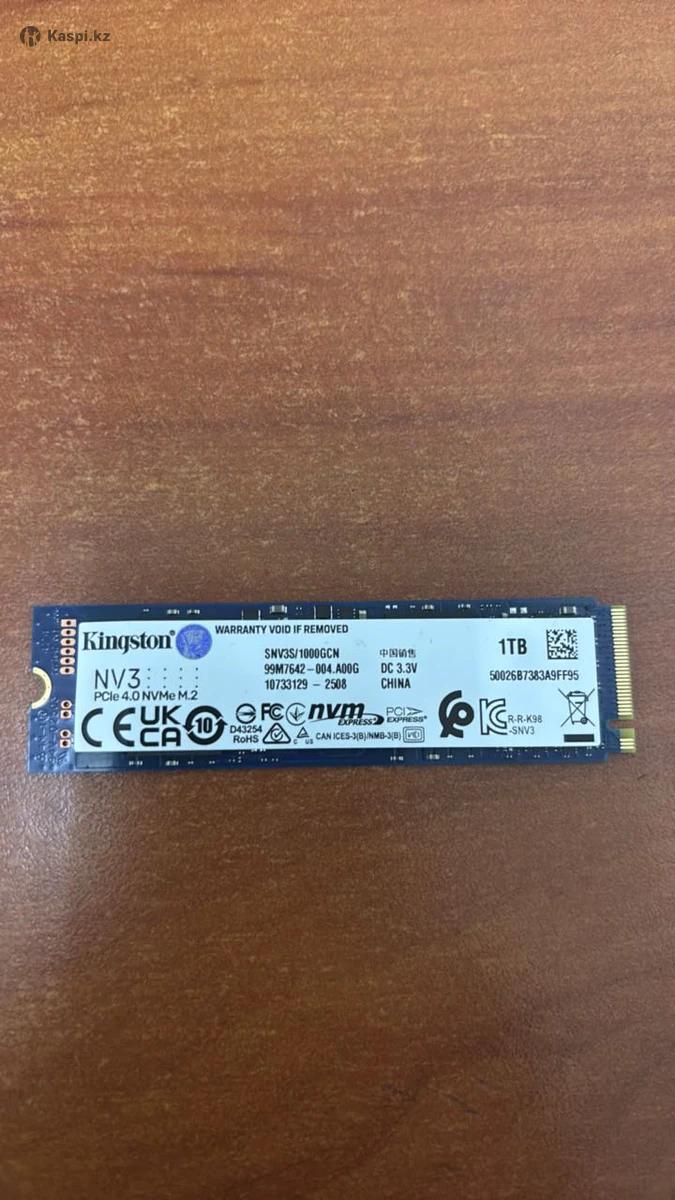 Kaspi.kz
Kingston
WARRANTY VOID IF REMOVED
SNV3S/1000GCN
99M7642-004.A00G
10733129 - 2508
中国销售
DC 3.3V
CHINA
1TB
50026B7383A9FF95
NV3
PCIe 4.0 NVMe M.2
CE
UK
CA
10
D43254
RoHS
FC
nvm
EXPRESS
PCI
EXPRESS®
C US
CAN ICES-3(B)/NMB-3(B)
R-R-K98
-SNV3